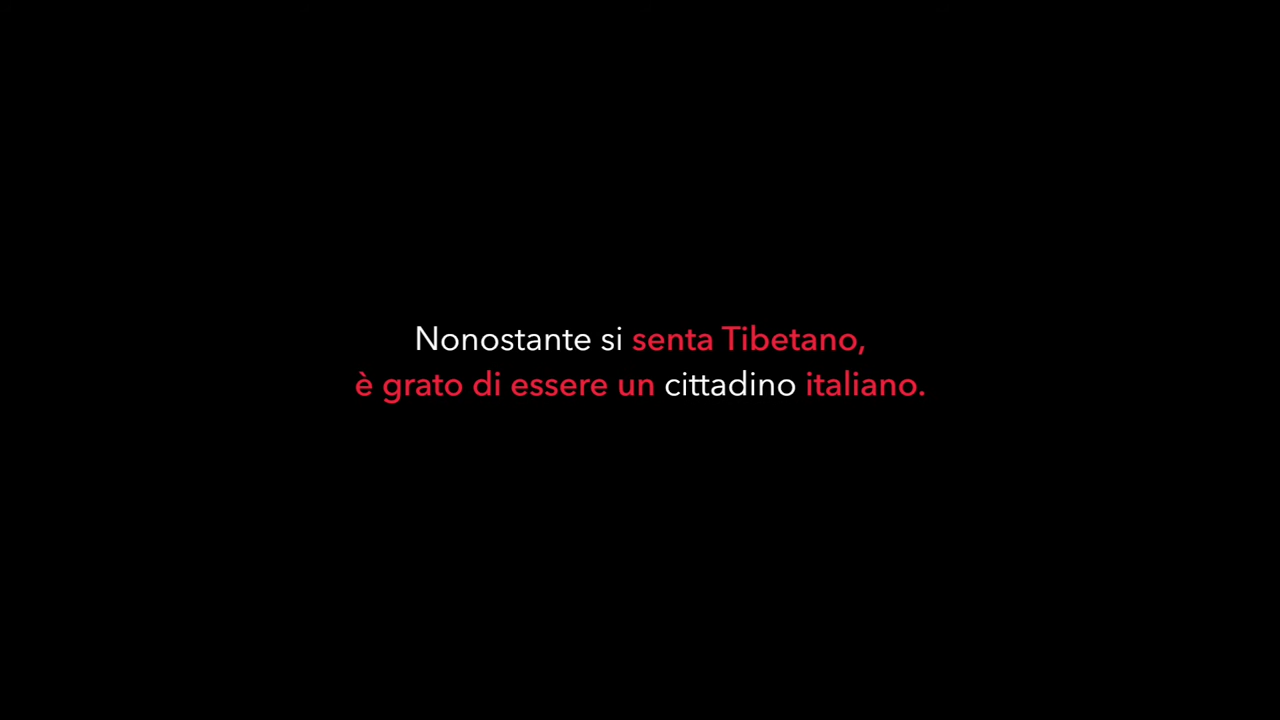 Nonostante si senta Tibetano,
è grato di essere un cittadino italiano.